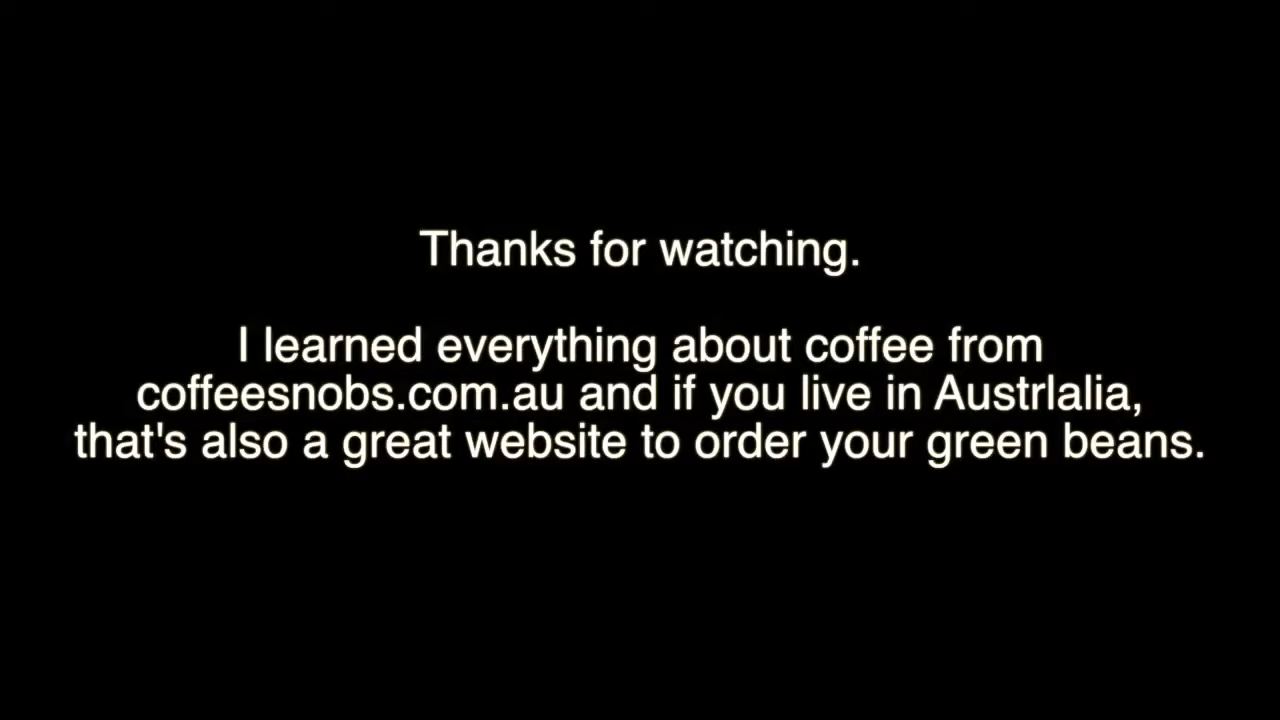 Thanks for watching.
I learned everything about coffee from
coffeesnobs.com.au and if you live in Austrlalia,
that's also a great website to order your green beans.